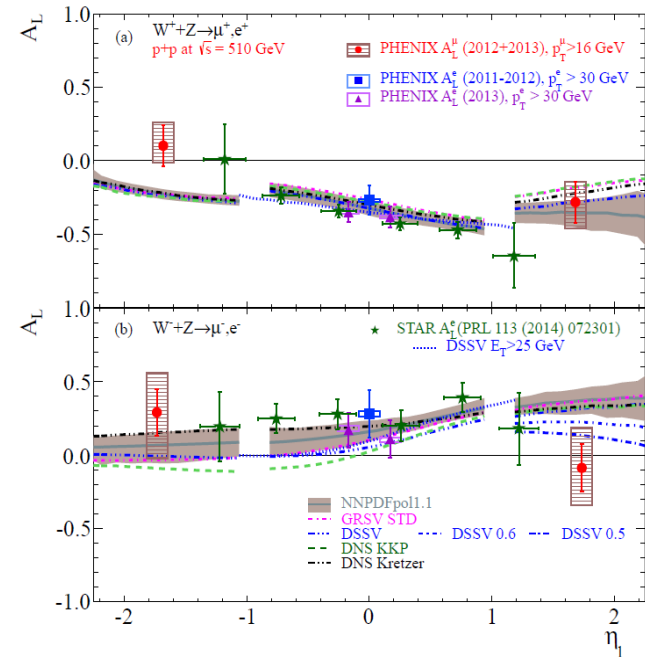 A_L
(a) W⁺+Z→μ⁺,e⁺
p+p at √s = 510 GeV
PHENIX A_L^μ (2012+2013), p_T^μ>16 GeV
PHENIX A_L^e (2011-2012), p_T^e > 30 GeV
PHENIX A_L^e (2013), p_T^e > 30 GeV
1.0
0.5
0.0
-0.5
-1.0
A_L
(b) W⁻+Z→μ⁻,e⁻
STAR A_L^e (PRL 113 (2014) 072301)
DSSV E_T>25 GeV
0.5
0.0
-0.5
-1.0
NNPDFpol1.1
GRSV STD
DSSV DSSV 0.6 DSSV 0.5
DNS KKP
DNS Kretzer
-2 -1 0 1 2
η_l